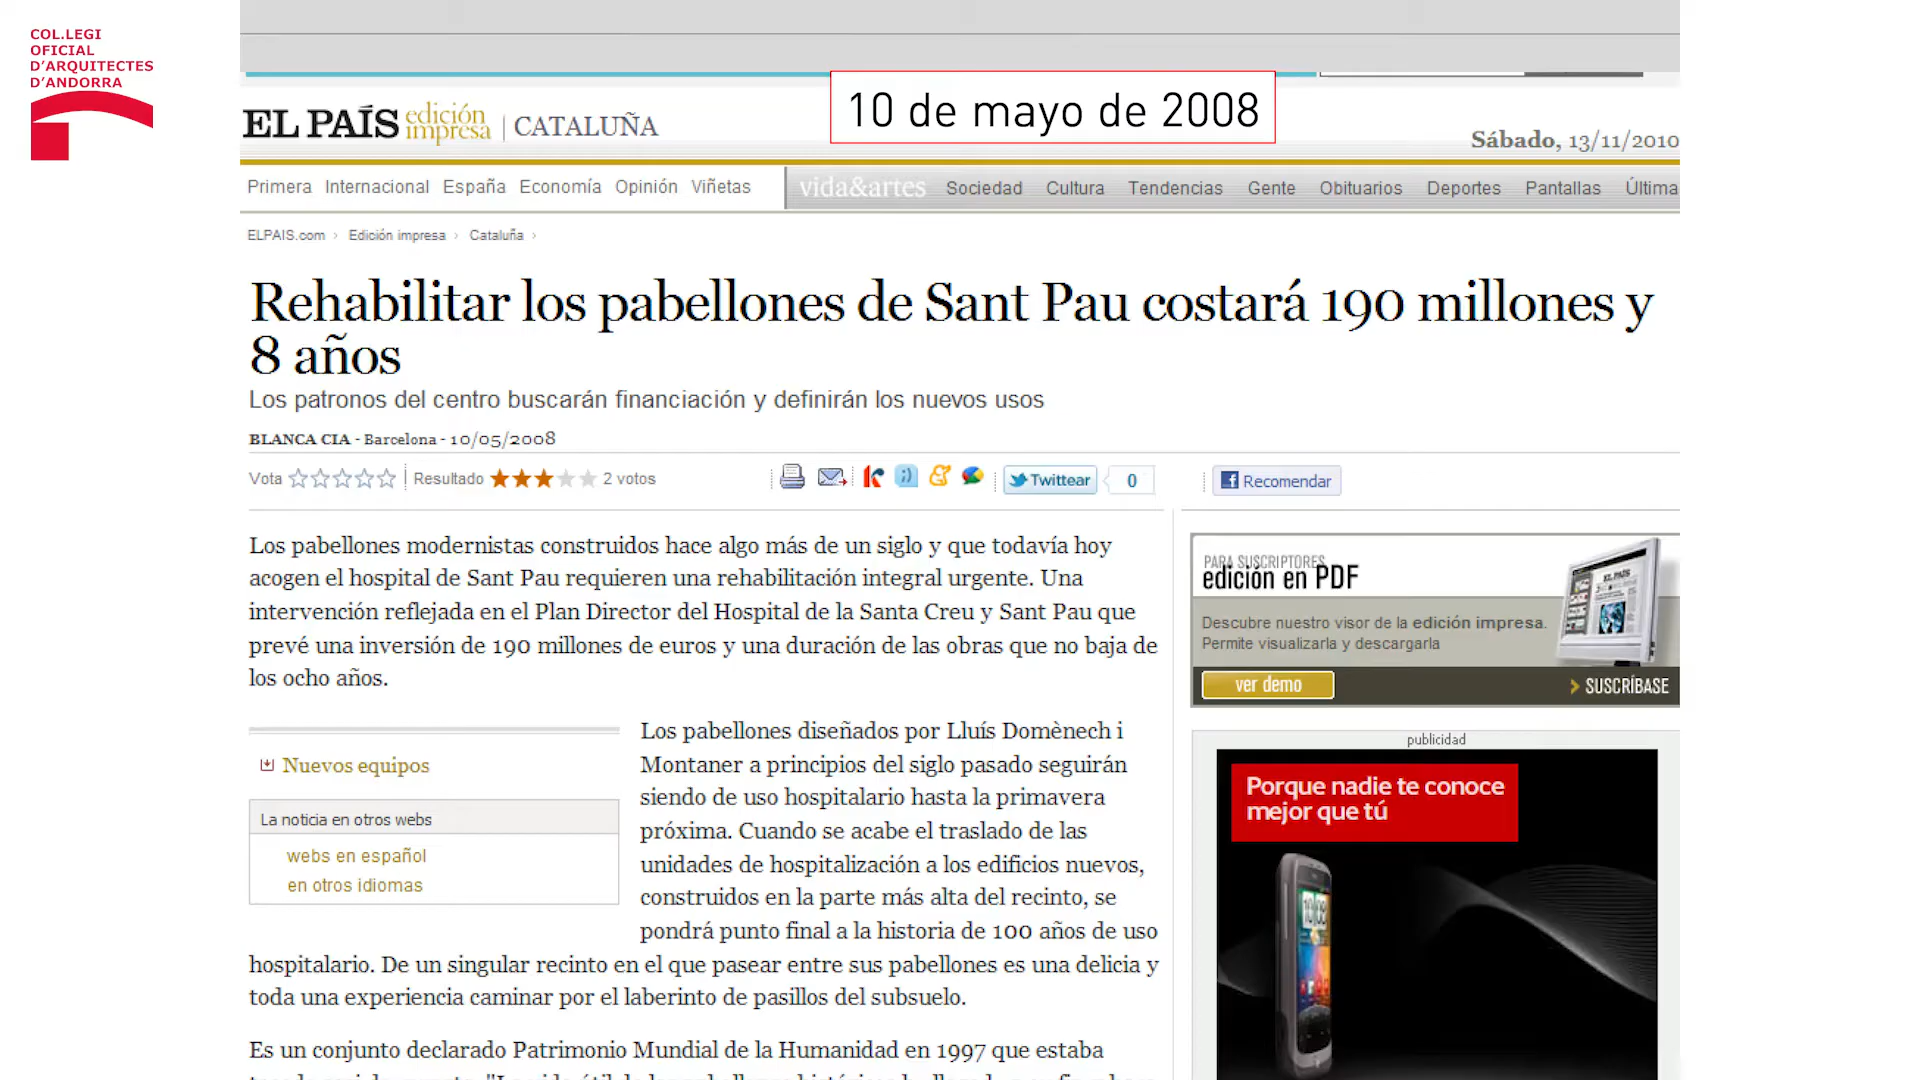 COL.LEGI
OFICIAL
D'ARQUITECTES
D'ANDORRA
10 de mayo de 2008
EL PAÍS edición impresa | CATALUÑA
Sábado, 13/11/2010
Primera Internacional España Economía Opinión Viñetas vida&artes Sociedad Cultura Tendencias Gente Obituarios Deportes Pantallas Última
ELPAIS.com › Edición impresa › Cataluña ›
Rehabilitar los pabellones de Sant Pau costará 190 millones y
8 años
Los patronos del centro buscarán financiación y definirán los nuevos usos
BLANCA CIA - Barcelona - 10/05/2008
Vota Resultado 2 votos Twittear 0 Recomendar
Los pabellones modernistas construidos hace algo más de un siglo y que todavía hoy
acogen el hospital de Sant Pau requieren una rehabilitación integral urgente. Una
intervención reflejada en el Plan Director del Hospital de la Santa Creu y Sant Pau que
prevé una inversión de 190 millones de euros y una duración de las obras que no baja de
los ocho años.
Nuevos equipos
La noticia en otros webs
webs en español
en otros idiomas
Los pabellones diseñados por Lluís Domènech i
Montaner a principios del siglo pasado seguirán
siendo de uso hospitalario hasta la primavera
próxima. Cuando se acabe el traslado de las
unidades de hospitalización a los edificios nuevos,
construidos en la parte más alta del recinto, se
pondrá punto final a la historia de 100 años de uso
hospitalario. De un singular recinto en el que pasear entre sus pabellones es una delicia y
toda una experiencia caminar por el laberinto de pasillos del subsuelo.
Es un conjunto declarado Patrimonio Mundial de la Humanidad en 1997 que estaba
PARA SUSCRIPTORES
edición en PDF
Descubre nuestro visor de la edición impresa.
Permite visualizarla y descargarla
ver demo
SUSCRÍBASE
publicidad
Porque nadie te conoce
mejor que tú